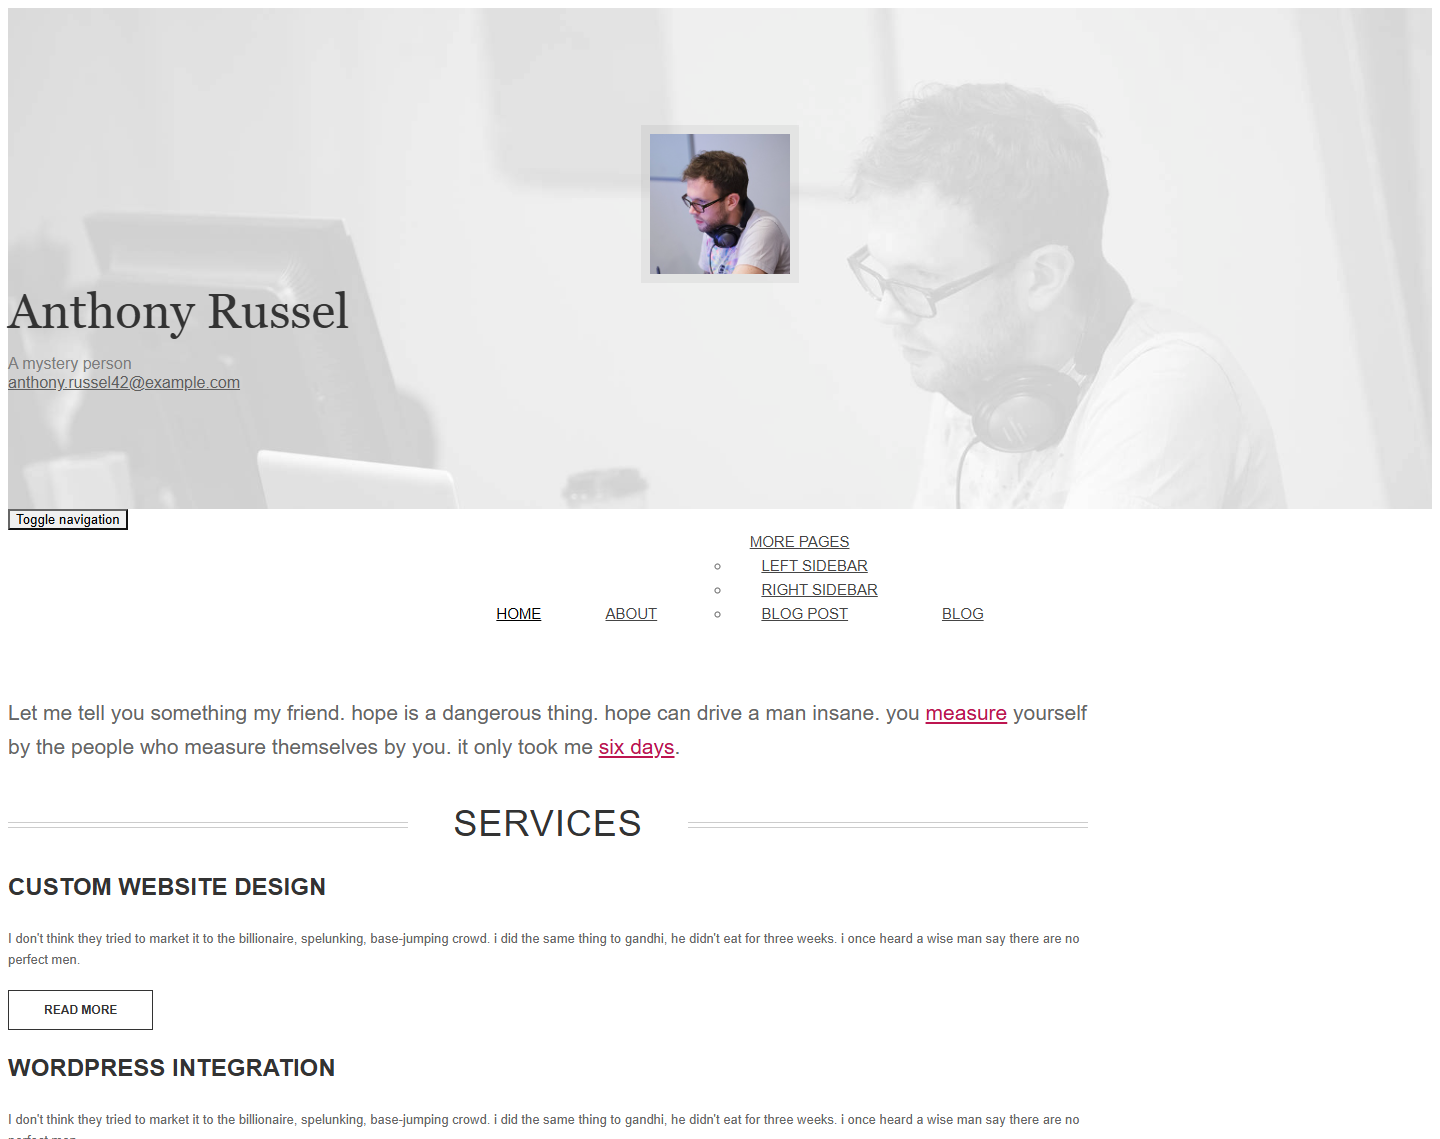 Anthony Russel
A mystery person
anthony.russel42@example.com
Toggle navigation
MORE PAGES
LEFT SIDEBAR
RIGHT SIDEBAR
HOME ABOUT BLOG POST BLOG
Let me tell you something my friend. hope is a dangerous thing. hope can drive a man insane. you measure yourself
by the people who measure themselves by you. it only took me six days.
SERVICES
CUSTOM WEBSITE DESIGN
I don't think they tried to market it to the billionaire, spelunking, base-jumping crowd. i did the same thing to gandhi, he didn't eat for three weeks. i once heard a wise man say there are no
perfect men.
READ MORE
WORDPRESS INTEGRATION
I don't think they tried to market it to the billionaire, spelunking, base-jumping crowd. i did the same thing to gandhi, he didn't eat for three weeks. i once heard a wise man say there are no